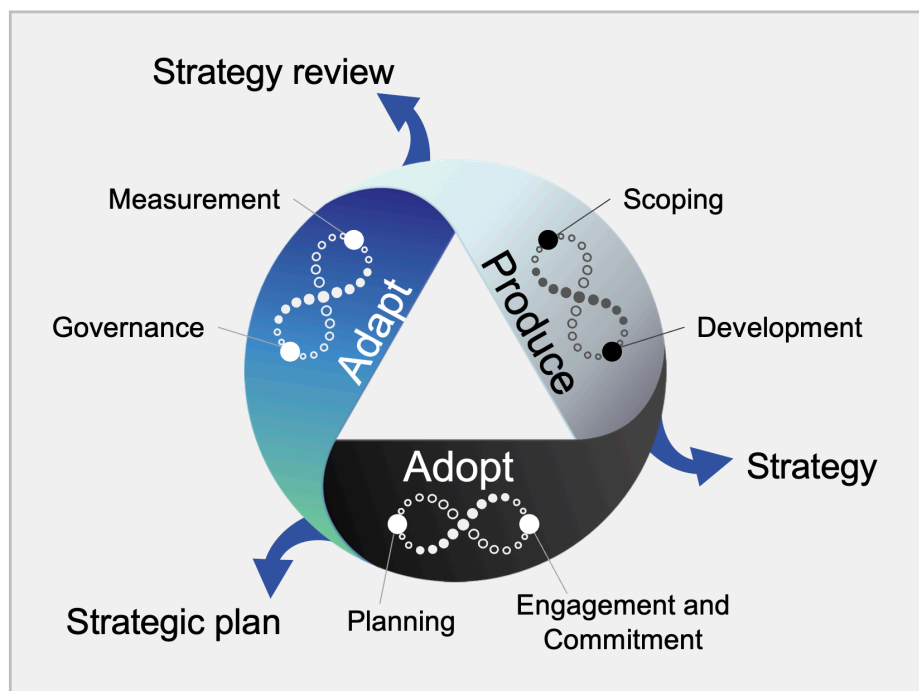 Strategy review
Measurement
Scoping
Adapt
Produce
Governance
Development
Adopt
Strategy
Strategic plan
Planning
Engagement and
Commitment